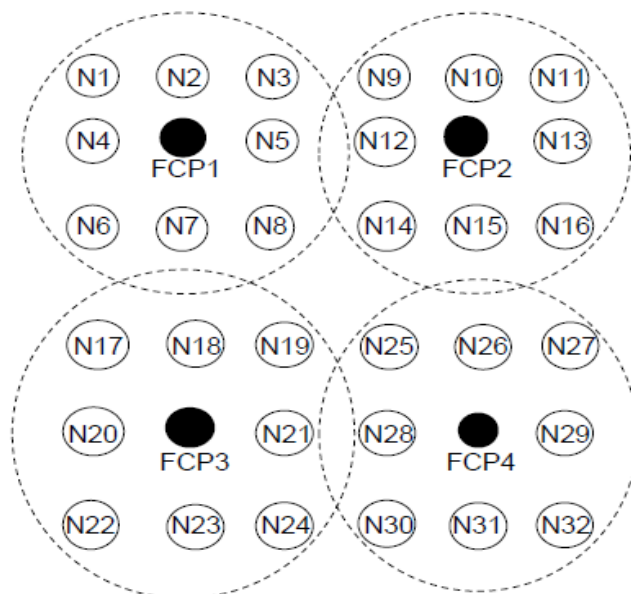 N1 N2 N3 N9 N10 N11
N4 N5 N12 N13
FCP1 FCP2
N6 N7 N8 N14 N15 N16
N17 N18 N19 N25 N26 N27
N20 N21 N28 N29
FCP3 FCP4
N22 N23 N24 N30 N31 N32